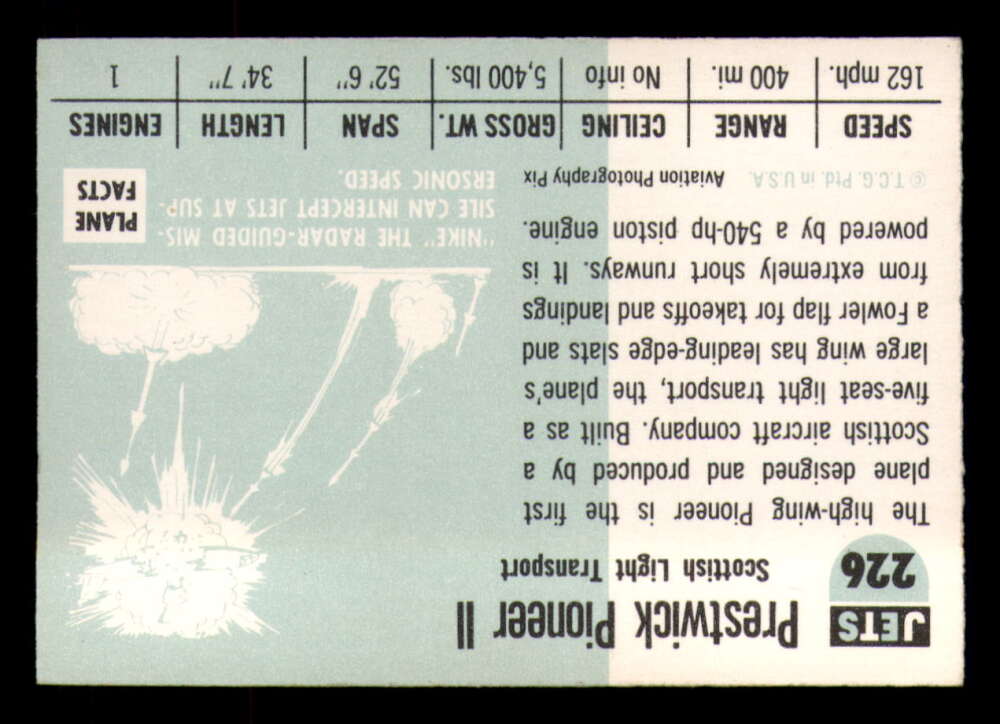 JETS
226
Prestwick Pioneer II
Scottish Light Transport
The high-wing Pioneer is the first
plane designed and produced by a
Scottish aircraft company. Built as a
five-seat light transport, the plane's
large wing has leading-edge slats and
a Fowler flap for takeoffs and landings
from extremely short runways. It is
powered by a 540-hp piston engine.
© T.C.G. Ptd. in U.S.A. Aviation Photography Pix
"NIKE" THE RADAR-GUIDED MIS-
SILE CAN INTERCEPT JETS AT SUP-
ERSONIC SPEED.
PLANE
FACTS
SPEED RANGE CEILING GROSS WT. SPAN LENGTH ENGINES
162 mph. 400 mi. No info 5,400 lbs. 52' 6" 34' 7" 1